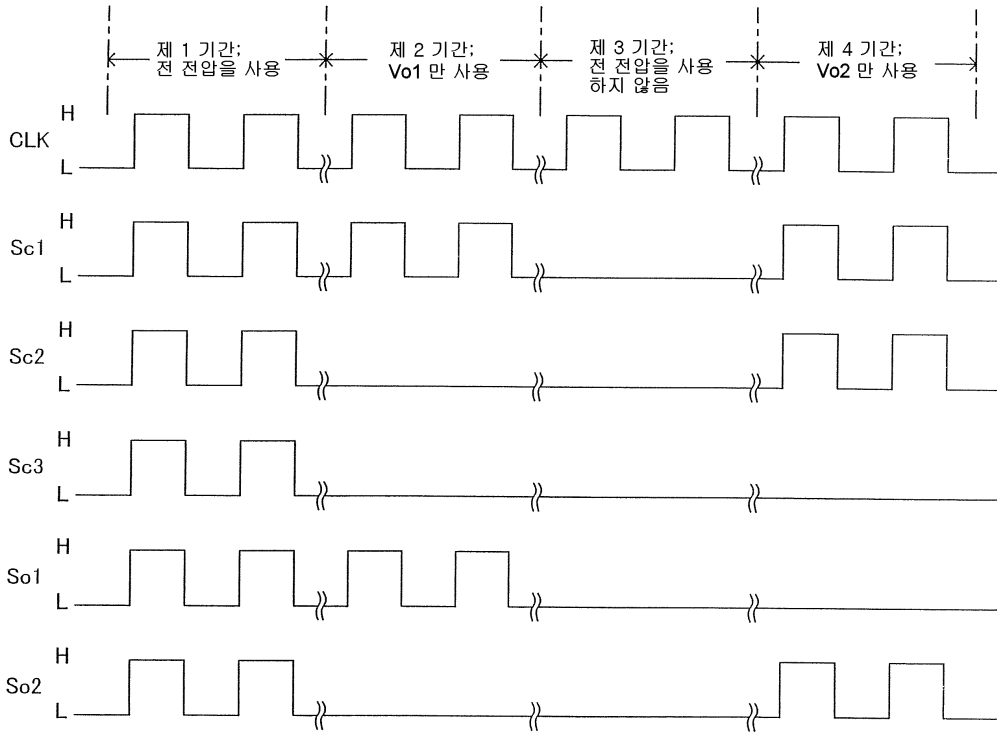 제 1 기간;
전 전압을 사용
제 2 기간;
Vo1 만 사용
제 3 기간;
전 전압을 사용
하지 않음
제 4 기간;
Vo2 만 사용
H
CLK
L
H
Sc1
L
H
Sc2
L
H
Sc3
L
H
So1
L
H
So2
L